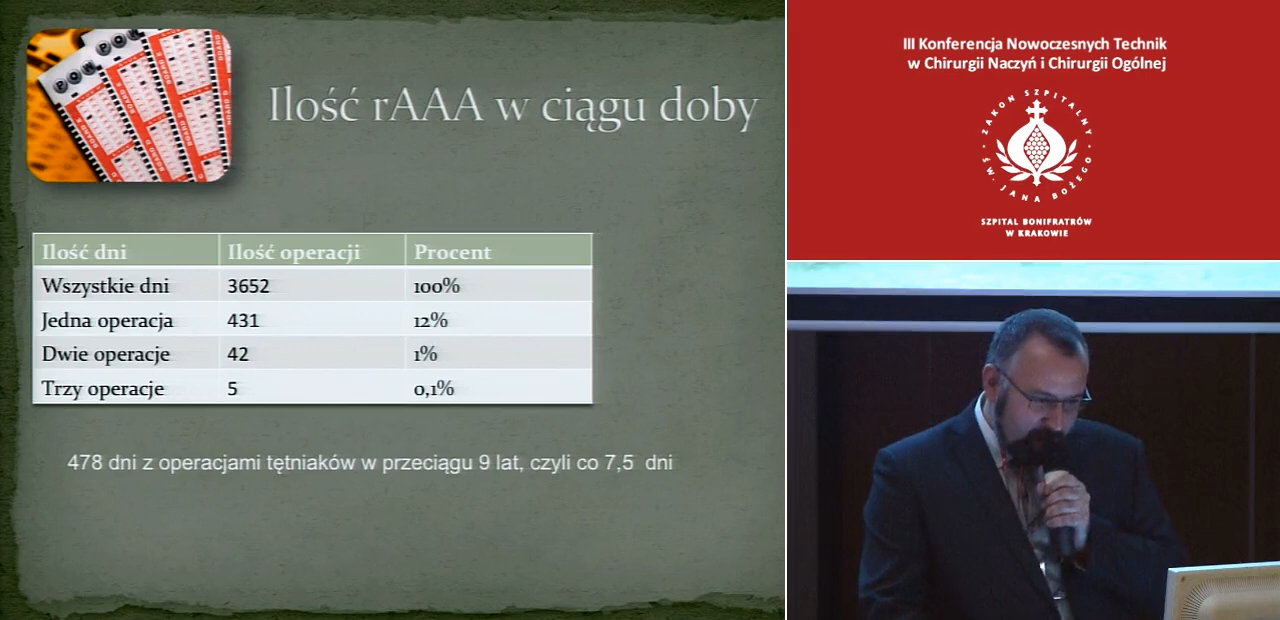 Ilość rAAA w ciągu doby
Ilość dni Ilość operacji Procent
Wszystkie dni 3652 100%
Jedna operacja 431 12%
Dwie operacje 42 1%
Trzy operacje 5 0,1%
478 dni z operacjami tętniaków w przeciągu 9 lat, czyli co 7,5 dni
III Konferencja Nowoczesnych Technik
w Chirurgii Naczyń i Chirurgii Ogólnej
ZAKON SZPITALNY
ŚW. JANA BOŻEGO
SZPITAL BONIFRATRÓW
W KRAKOWIE